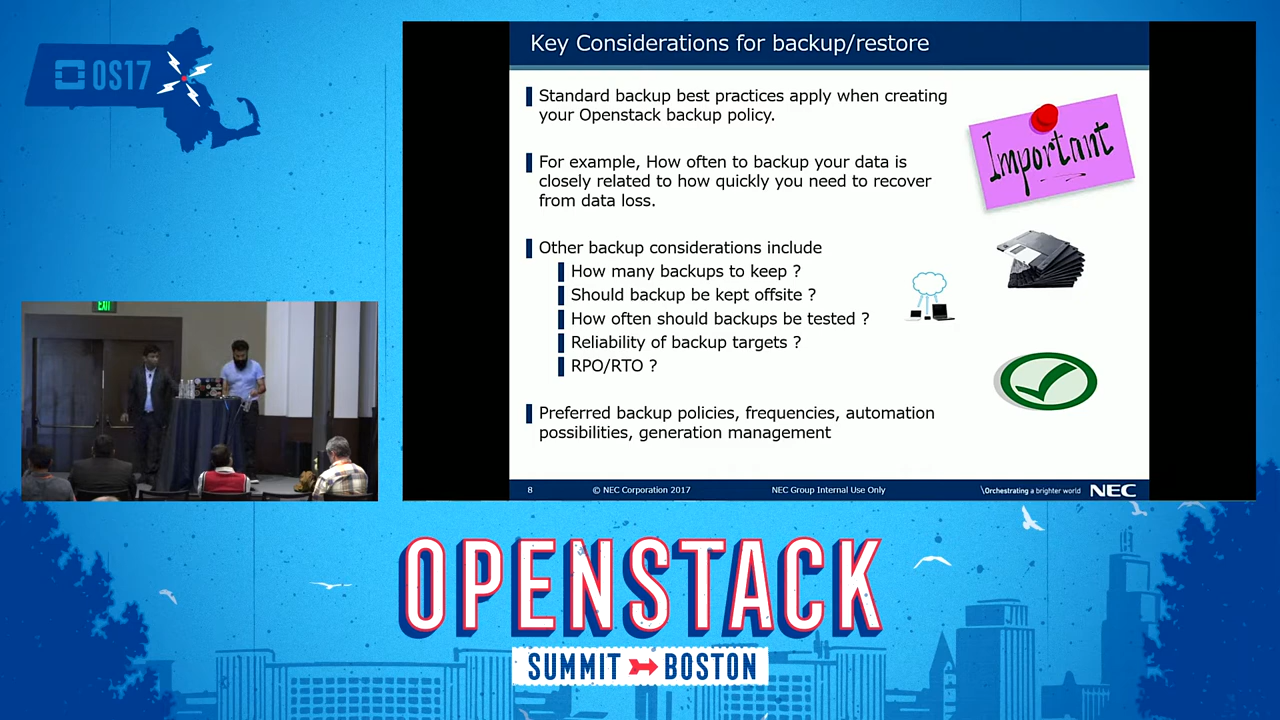 OS17
EXIT
Key Considerations for backup/restore
Standard backup best practices apply when creating
your Openstack backup policy.
For example, How often to backup your data is
closely related to how quickly you need to recover
from data loss.
Other backup considerations include
How many backups to keep ?
Should backup be kept offsite ?
How often should backups be tested ?
Reliability of backup targets ?
RPO/RTO ?
Preferred backup policies, frequencies, automation
possibilities, generation management
Important
8
© NEC Corporation 2017
NEC Group Internal Use Only
\Orchestrating a brighter world
NEC
OPENSTACK
SUMMIT BOSTON